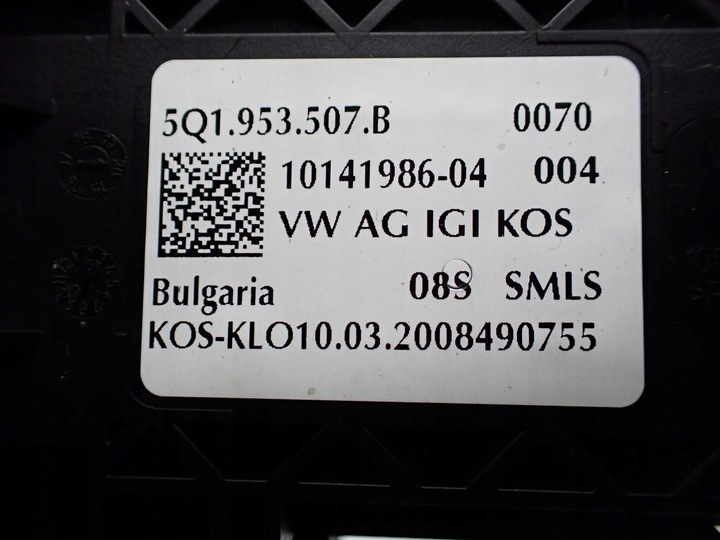 5Q1.953.507.B 0070
10141986-04 004
VW AG IGI KOS
Bulgaria 08S SMLS
KOS-KLO10.03.2008490755